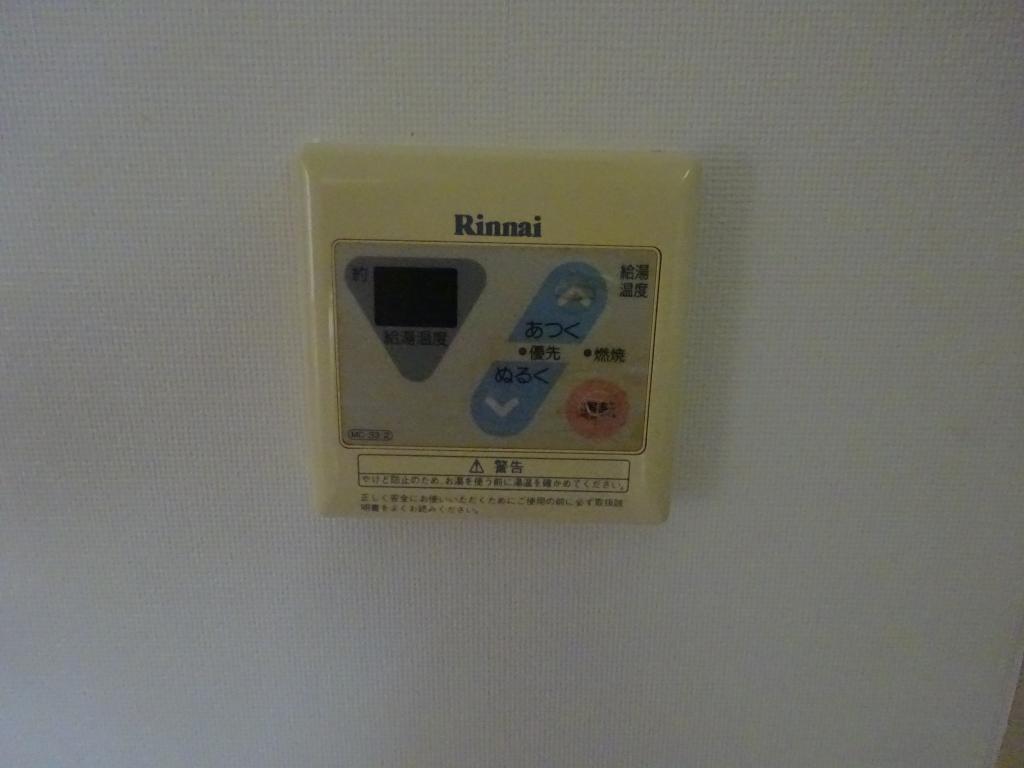 Rinnai
約
給湯温度
給湯
温度
あつく
優先
燃焼
ぬるく
MC-33-2
警告
やけど防止のため、お湯を使う前に湯温を確かめてください。
正しく安全にお使いいただくためにご使用の前に必ず取扱説
明書をよくお読みください。